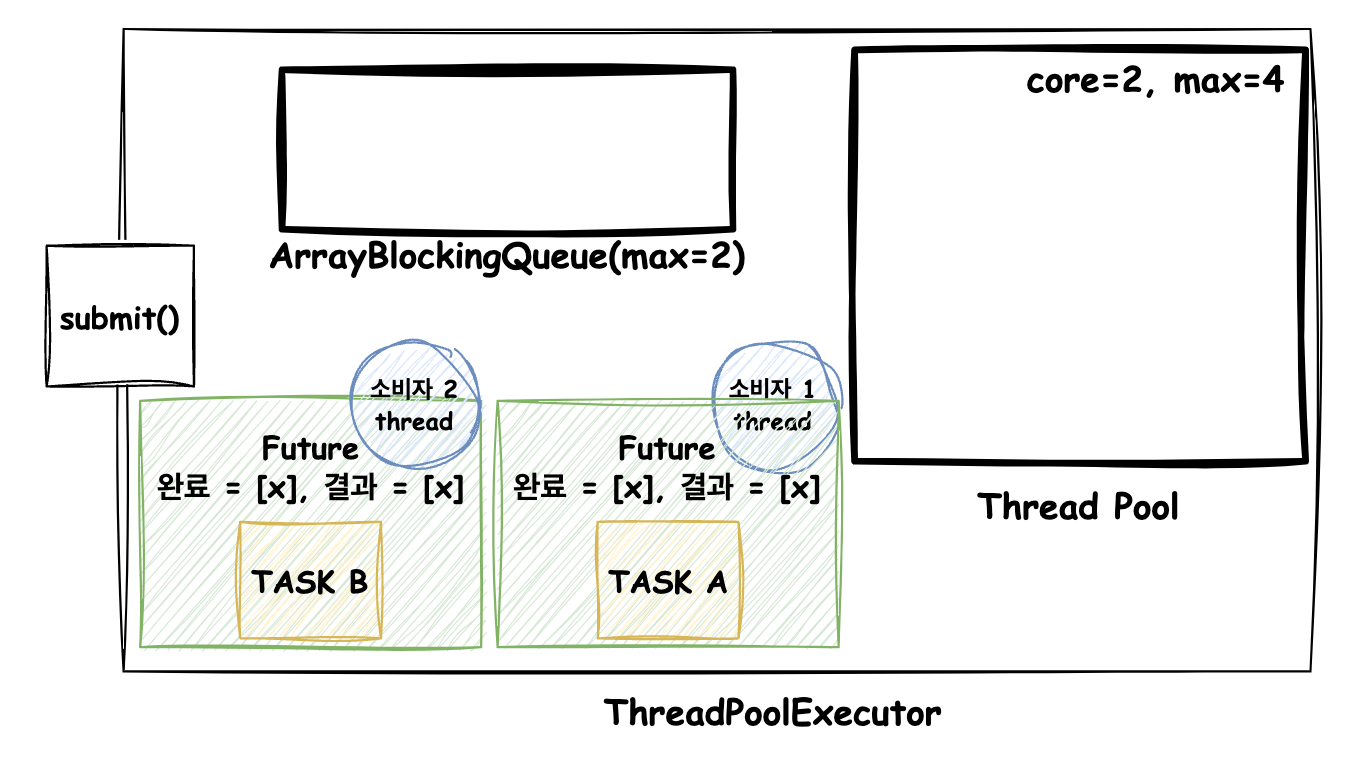 core=2, max=4
ArrayBlockingQueue(max=2)
submit()
소비자 2
thread
소비자 1
thread
Future
완료 = [x], 결과 = [x]
TASK B
Future
완료 = [x], 결과 = [x]
TASK A
Thread Pool
ThreadPoolExecutor